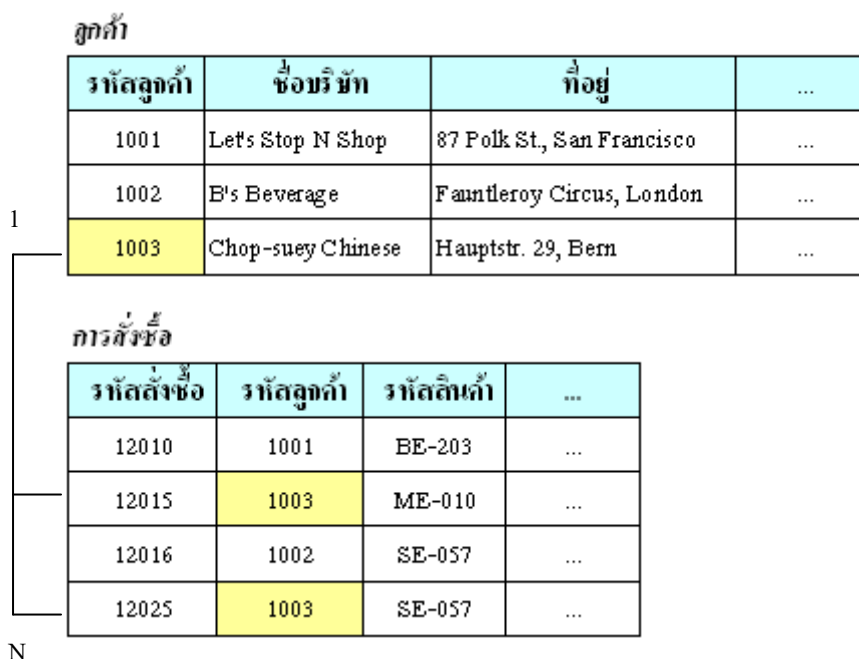 ลูกค้า
รหัสลูกค้า ชื่อบริษัท ที่อยู่ ...
1001 Let's Stop N Shop 87 Polk St., San Francisco ...
1002 B's Beverage Fauntleroy Circus, London ...
1
1003 Chop-suey Chinese Hauptstr. 29, Bern ...
การสั่งซื้อ
รหัสสั่งซื้อ รหัสลูกค้า รหัสสินค้า ...
12010 1001 BE-203 ...
12015 1003 ME-010 ...
12016 1002 SE-057 ...
12025 1003 SE-057 ...
N